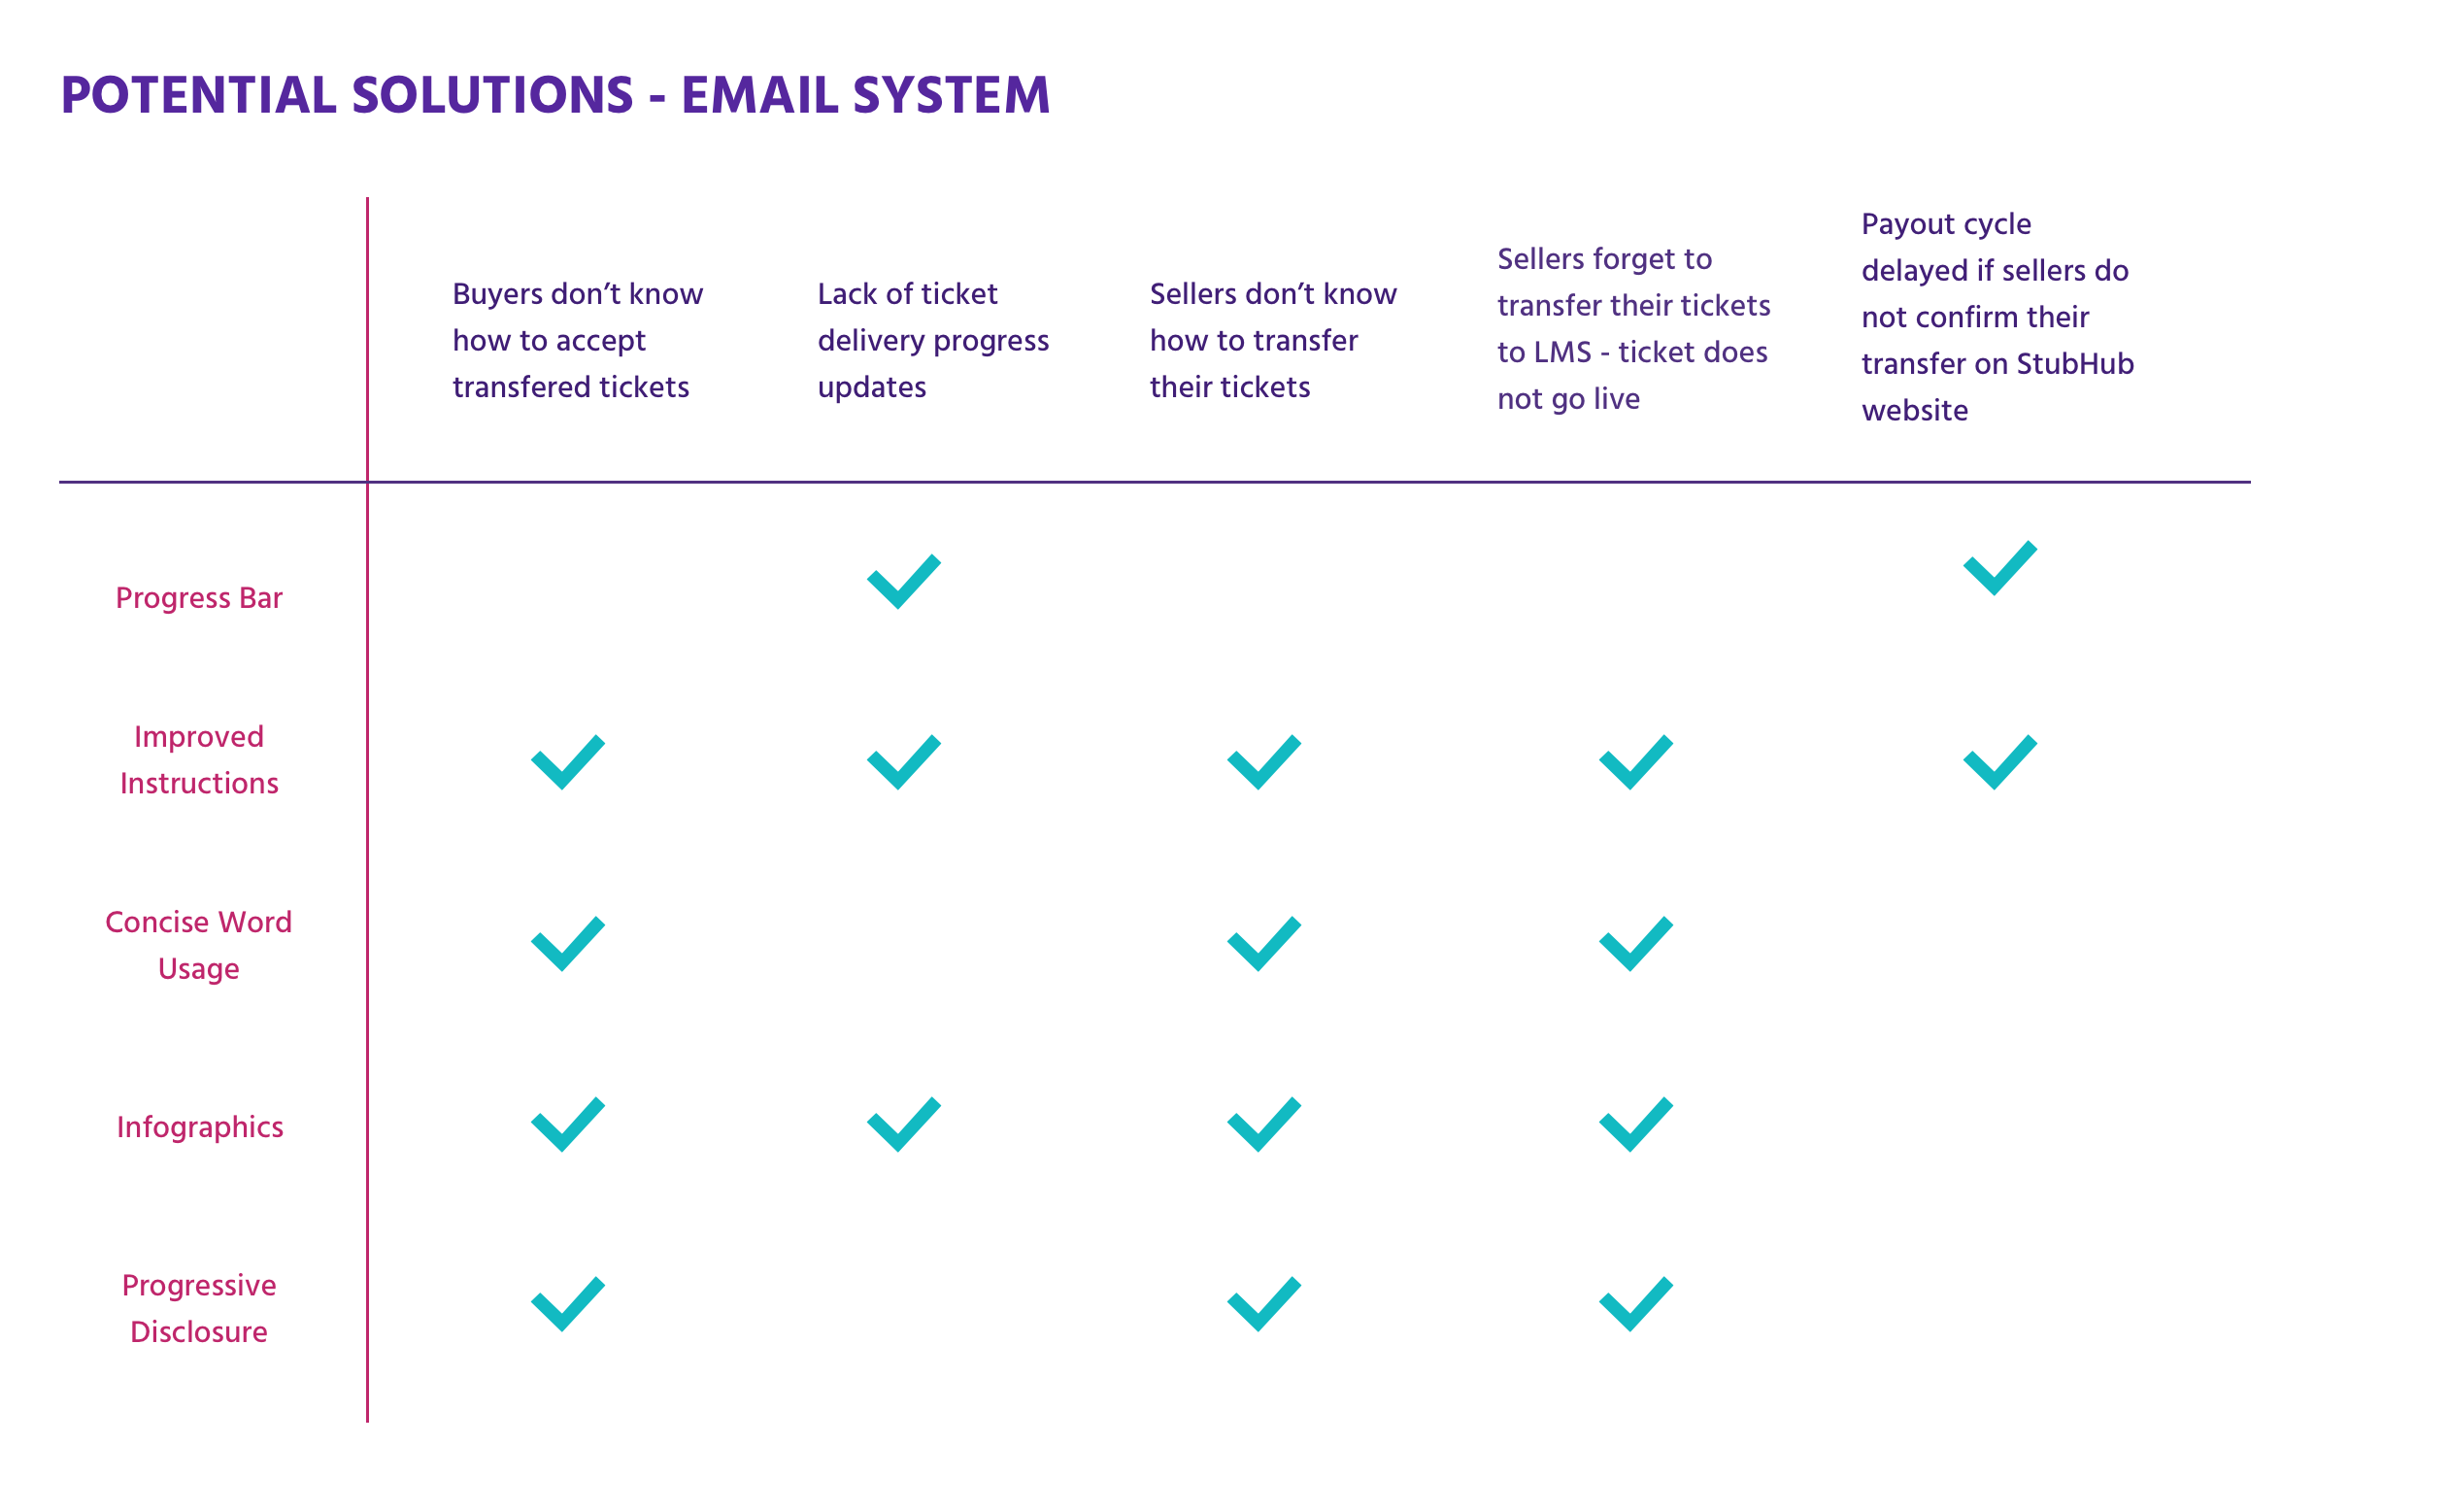 POTENTIAL SOLUTIONS - EMAIL SYSTEM
Buyers don’t know
how to accept
transfered tickets
Lack of ticket
delivery progress
updates
Sellers don’t know
how to transfer
their tickets
Sellers forget to
transfer their tickets
to LMS - ticket does
not go live
Payout cycle
delayed if sellers do
not confirm their
transfer on StubHub
website
Progress Bar
Improved
Instructions
Concise Word
Usage
Infographics
Progressive
Disclosure